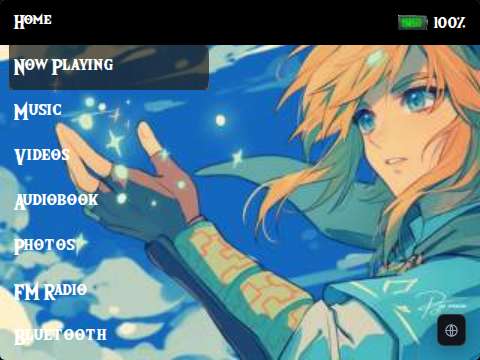 Home
100%
Now Playing
Music
Videos
Audiobook
Photos
FM Radio
Bluetooth